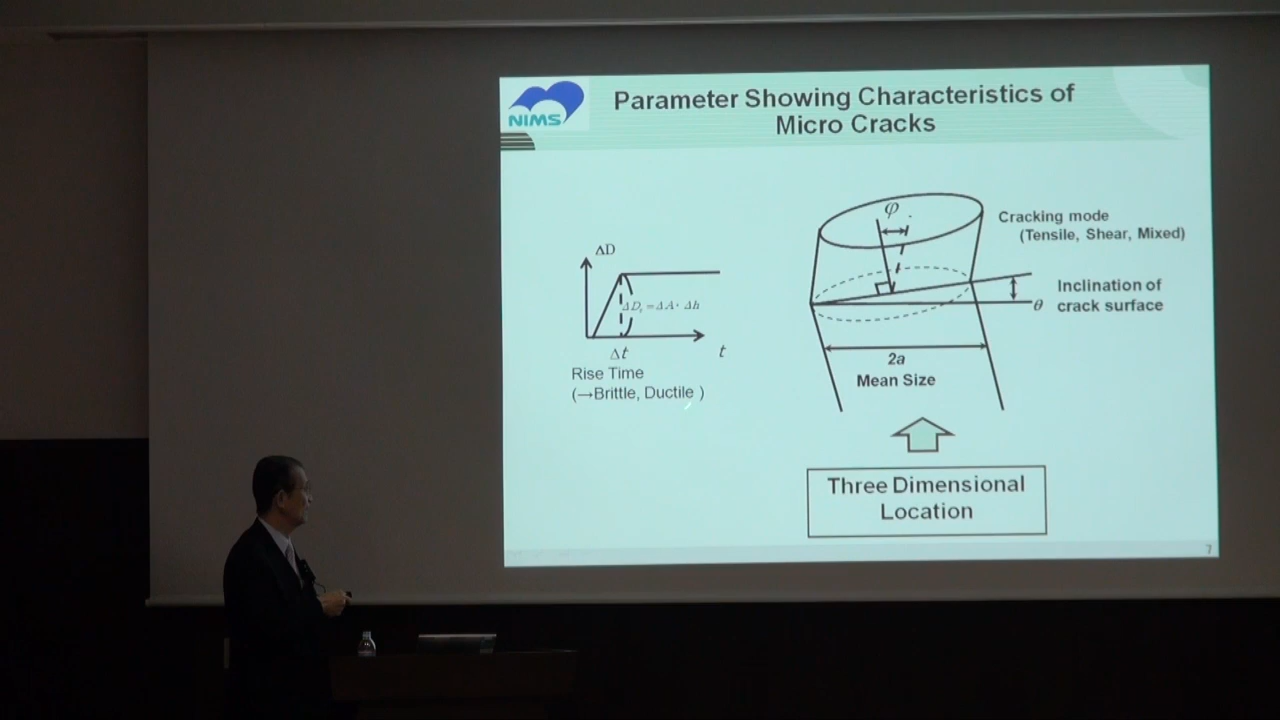 NIMS
Parameter Showing Characteristics of
Micro Cracks
ΔD
ΔDᵢ = ΔA · Δh
Δt
t
Rise Time
(→Brittle, Ductile )
φ
Cracking mode
(Tensile, Shear, Mixed)
Inclination of
θ crack surface
2a
Mean Size
Three Dimensional
Location
7